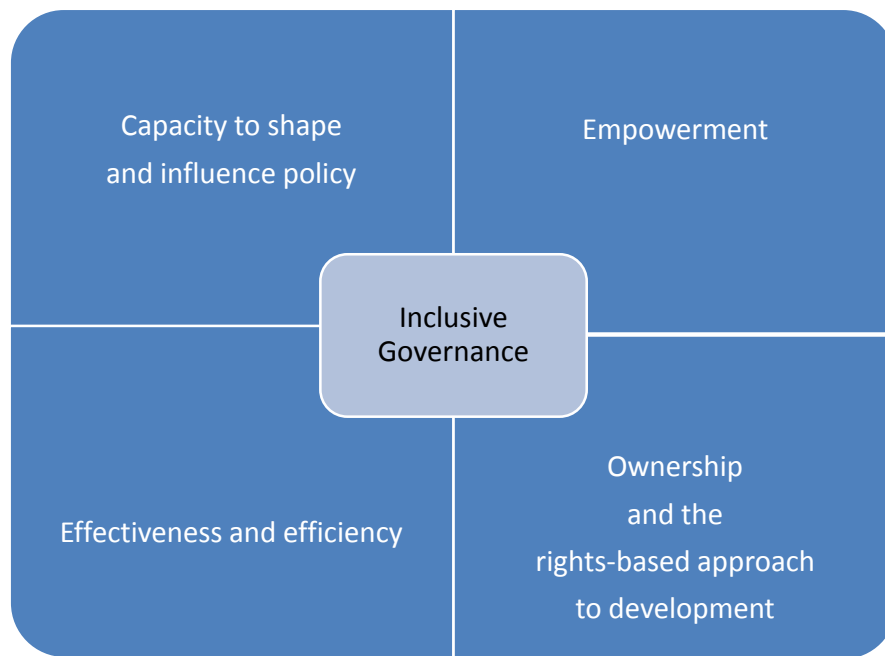 Capacity to shape
and influence policy
Empowerment
Inclusive
Governance
Effectiveness and efficiency
Ownership
and the
rights-based approach
to development